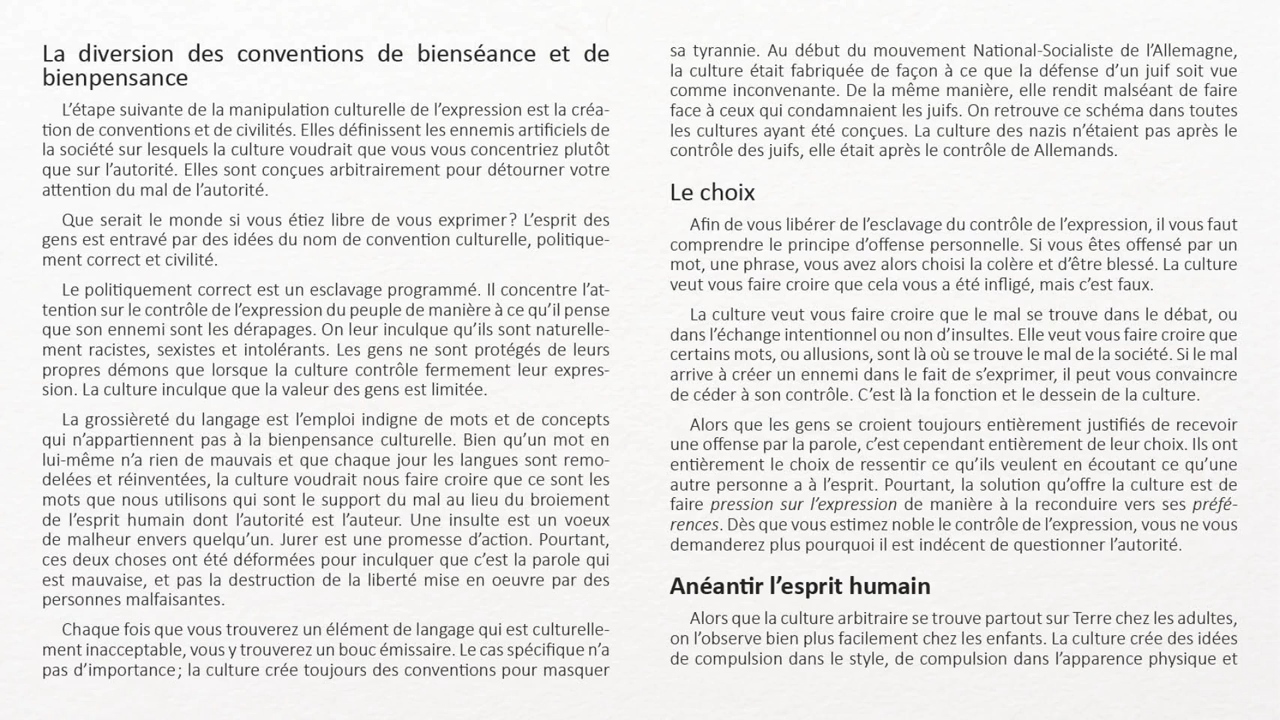 La diversion des conventions de bienséance et de
bienpensance
L’étape suivante de la manipulation culturelle de l’expression est la créa-
tion de conventions et de civilités. Elles définissent les ennemis artificiels de
la société sur lesquels la culture voudrait que vous vous concentriez plutôt
que sur l’autorité. Elles sont conçues arbitrairement pour détourner votre
attention du mal de l’autorité.
Que serait le monde si vous étiez libre de vous exprimer ? L’esprit des
gens est entravé par des idées du nom de convention culturelle, politique-
ment correct et civilité.
Le politiquement correct est un esclavage programmé. Il concentre l’at-
tention sur le contrôle de l’expression du peuple de manière à ce qu’il pense
que son ennemi sont les dérapages. On leur inculque qu’ils sont naturelle-
ment racistes, sexistes et intolérants. Les gens ne sont protégés de leurs
propres démons que lorsque la culture contrôle fermement leur expres-
sion. La culture inculque que la valeur des gens est limitée.
La grossièreté du langage est l’emploi indigne de mots et de concepts
qui n’appartiennent pas à la bienpensance culturelle. Bien qu’un mot en
lui-même n’a rien de mauvais et que chaque jour les langues sont remo-
delées et réinventées, la culture voudrait nous faire croire que ce sont les
mots que nous utilisons qui sont le support du mal au lieu du broiement
de l’esprit humain dont l’autorité est l’auteur. Une insulte est un voeux
de malheur envers quelqu’un. Jurer est une promesse d’action. Pourtant,
ces deux choses ont été déformées pour inculquer que c’est la parole qui
est mauvaise, et pas la destruction de la liberté mise en oeuvre par des
personnes malfaisantes.
Chaque fois que vous trouverez un élément de langage qui est culturelle-
ment inacceptable, vous y trouverez un bouc émissaire. Le cas spécifique n’a
pas d’importance ; la culture crée toujours des conventions pour masquer
sa tyrannie. Au début du mouvement National-Socialiste de l’Allemagne,
la culture était fabriquée de façon à ce que la défense d’un juif soit vue
comme inconvenante. De la même manière, elle rendit malséant de faire
face à ceux qui condamnaient les juifs. On retrouve ce schéma dans toutes
les cultures ayant été conçues. La culture des nazis n’étaient pas après le
contrôle des juifs, elle était après le contrôle de Allemands.
Le choix
Afin de vous libérer de l’esclavage du contrôle de l’expression, il vous faut
comprendre le principe d’offense personnelle. Si vous êtes offensé par un
mot, une phrase, vous avez alors choisi la colère et d’être blessé. La culture
veut vous faire croire que cela vous a été infligé, mais c’est faux.
La culture veut vous faire croire que le mal se trouve dans le débat, ou
dans l’échange intentionnel ou non d’insultes. Elle veut vous faire croire que
certains mots, ou allusions, sont là où se trouve le mal de la société. Si le mal
arrive à créer un ennemi dans le fait de s’exprimer, il peut vous convaincre
de céder à son contrôle. C’est là la fonction et le dessein de la culture.
Alors que les gens se croient toujours entièrement justifiés de recevoir
une offense par la parole, c’est cependant entièrement de leur choix. Ils ont
entièrement le choix de ressentir ce qu’ils veulent en écoutant ce qu’une
autre personne a à l’esprit. Pourtant, la solution qu’offre la culture est de
faire pression sur l’expression de manière à la reconduire vers ses préfé-
rences. Dès que vous estimez noble le contrôle de l’expression, vous ne vous
demanderez plus pourquoi il est indécent de questionner l’autorité.
Anéantir l’esprit humain
Alors que la culture arbitraire se trouve partout sur Terre chez les adultes,
on l’observe bien plus facilement chez les enfants. La culture crée des idées
de compulsion dans le style, de compulsion dans l’apparence physique et